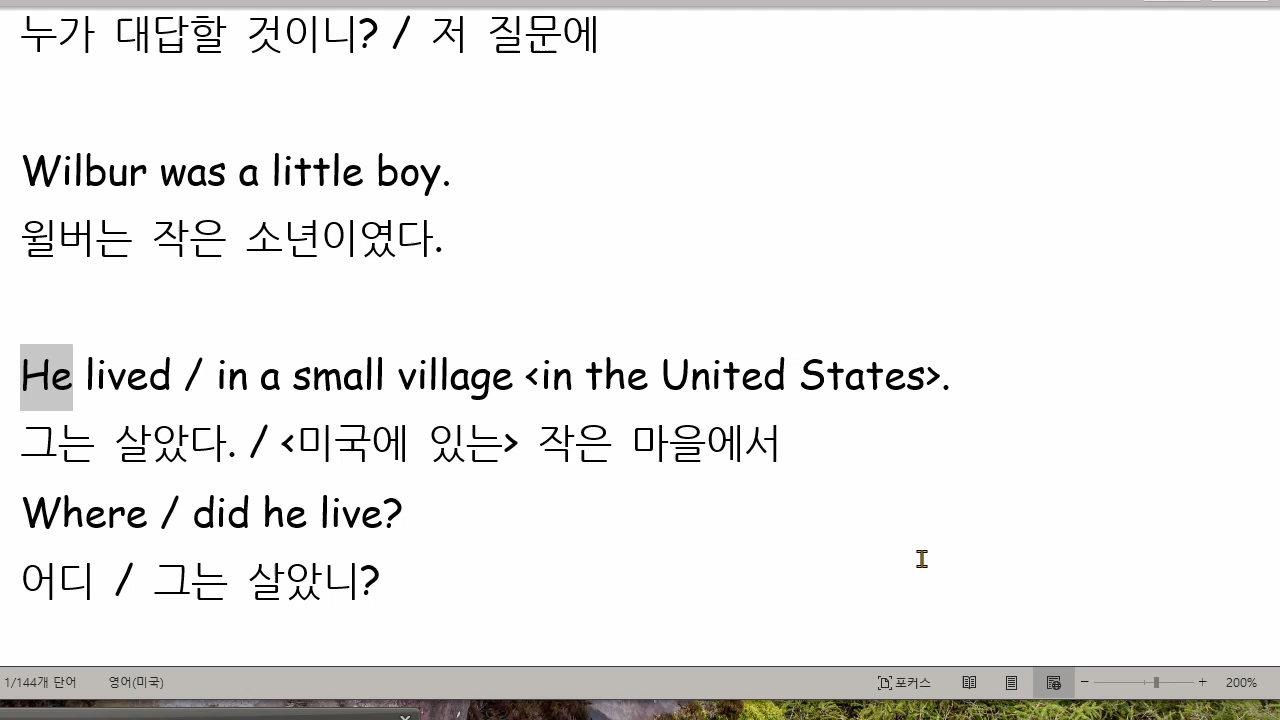 누가 대답할 것이니? / 저 질문에
Wilbur was a little boy.
윌버는 작은 소년이였다.
He lived / in a small village <in the United States>.
그는 살았다. / <미국에 있는> 작은 마을에서
Where / did he live?
어디 / 그는 살았니?
1/144개 단어 영어(미국) 포커스 200%